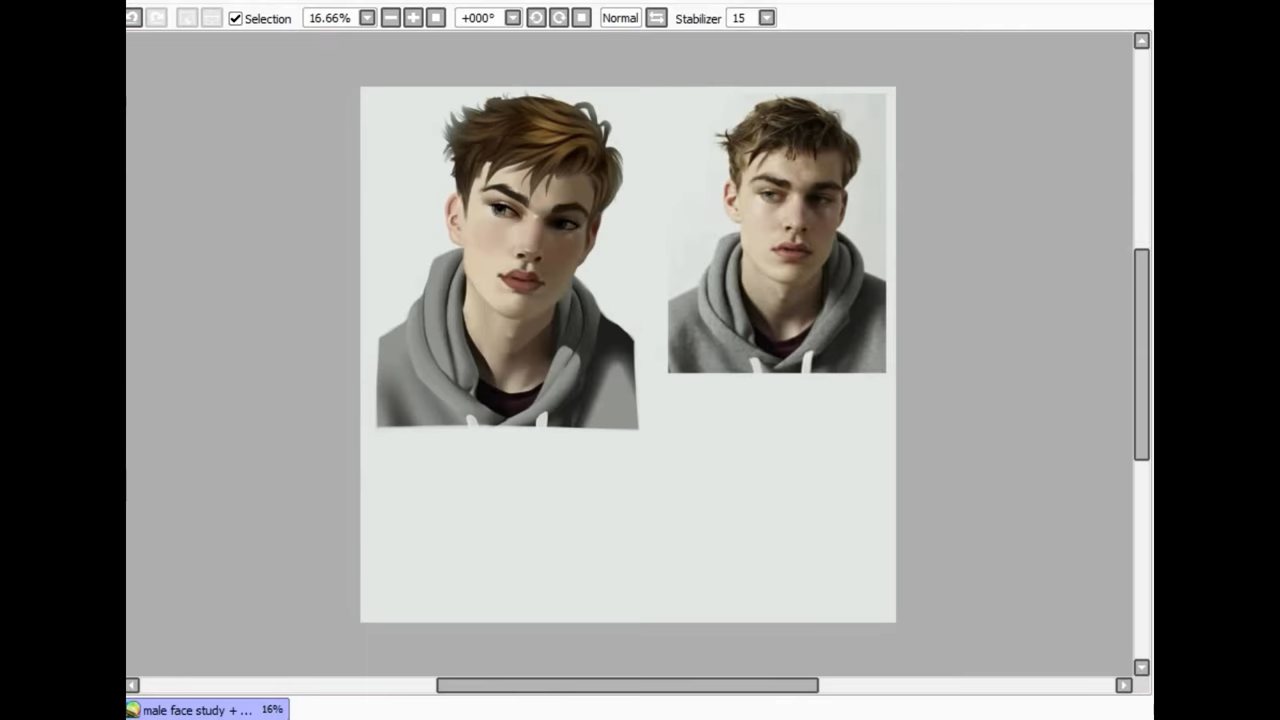 Selection 16.66% +000° Normal Stabilizer 15
male face study + ... 16%